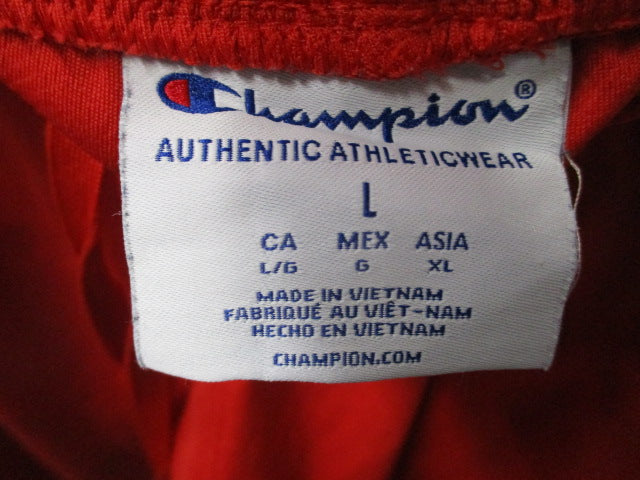 Champion®
AUTHENTIC ATHLETICWEAR
L
CA MEX ASIA
L/G G XL
MADE IN VIETNAM
FABRIQUÉ AU VIÊT-NAM
HECHO EN VIETNAM
CHAMPION.COM